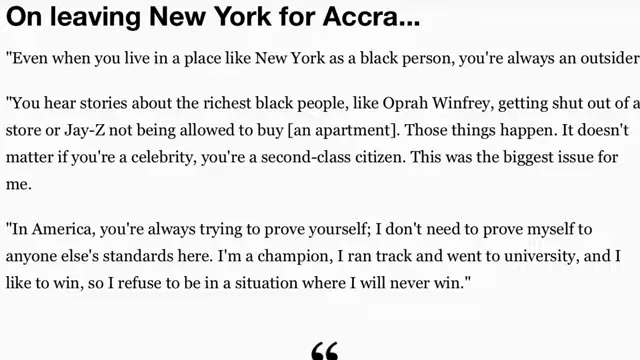 On leaving New York for Accra...
"Even when you live in a place like New York as a black person, you're always an outsider
"You hear stories about the richest black people, like Oprah Winfrey, getting shut out of a
store or Jay-Z not being allowed to buy [an apartment]. Those things happen. It doesn't
matter if you're a celebrity, you're a second-class citizen. This was the biggest issue for
me.
"In America, you're always trying to prove yourself; I don't need to prove myself to
anyone else's standards here. I'm a champion, I ran track and went to university, and I
like to win, so I refuse to be in a situation where I will never win."
“